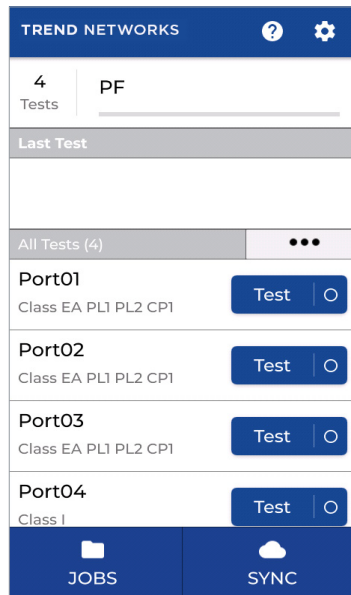 TREND NETWORKS
4
Tests
PF
Last Test
All Tests (4)
Port01
Class EA PL1 PL2 CP1
Test
Port02
Class EA PL1 PL2 CP1
Test
Port03
Class EA PL1 PL2 CP1
Test
Port04
Class I
Test
JOBS
SYNC